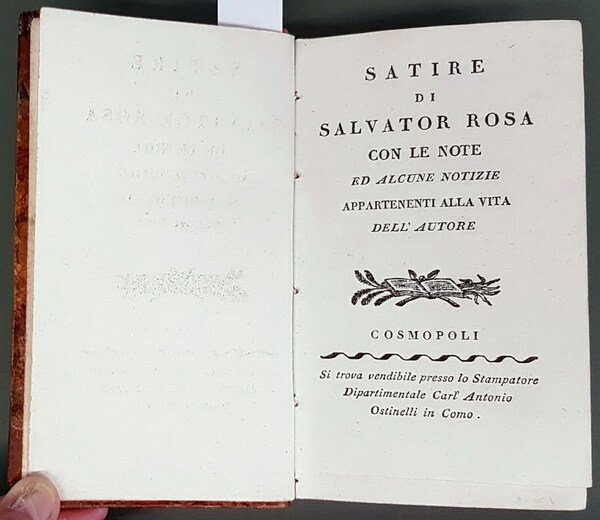 SATIRE
DI
SALVATOR ROSA
CON LE NOTE
ED ALCUNE NOTIZIE
APPARTENENTI ALLA VITA
DELL' AUTORE
COSMOPOLI
Si trova vendibile presso lo Stampatore
Dipartimentale Carl' Antonio
Ostinelli in Como .